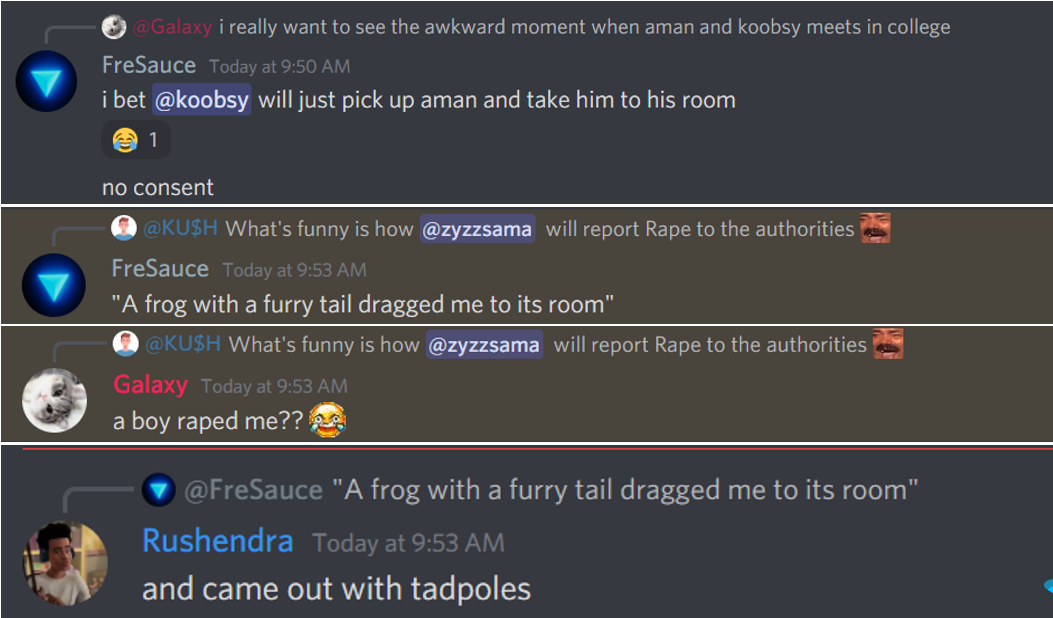 @Galaxy i really want to see the awkward moment when aman and koobsy meets in college
FreSauce Today at 9:50 AM
i bet @koobsy will just pick up aman and take him to his room
😂 1
no consent
@KU$H What's funny is how @zyzzsama will report Rape to the authorities
FreSauce Today at 9:53 AM
"A frog with a furry tail dragged me to its room"
@KU$H What's funny is how @zyzzsama will report Rape to the authorities
Galaxy Today at 9:53 AM
a boy raped me??
@FreSauce "A frog with a furry tail dragged me to its room"
Rushendra Today at 9:53 AM
and came out with tadpoles